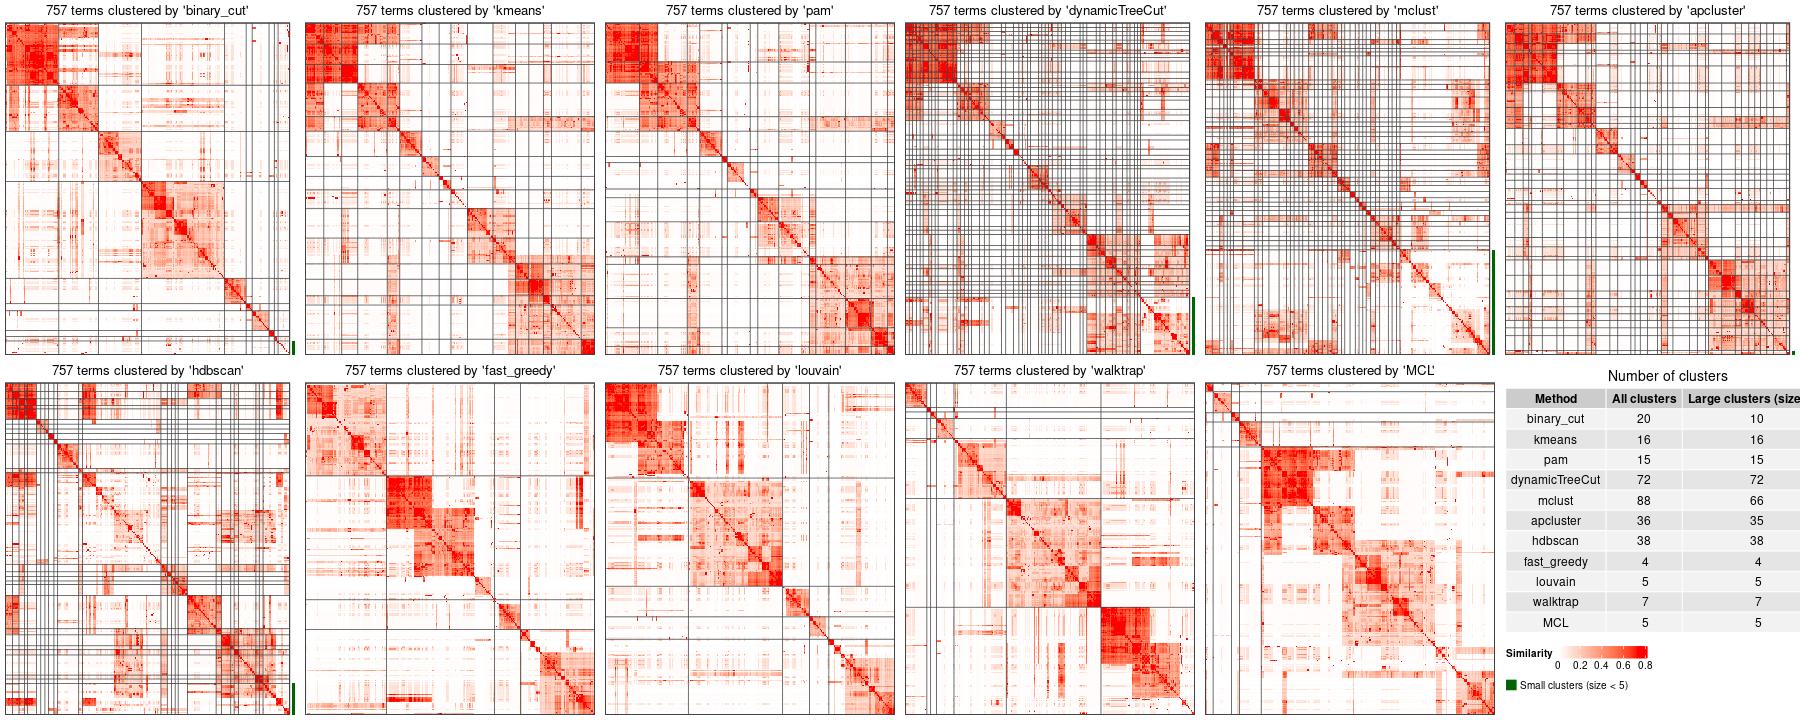 757 terms clustered by 'binary_cut'
757 terms clustered by 'kmeans'
757 terms clustered by 'pam'
757 terms clustered by 'dynamicTreeCut'
757 terms clustered by 'mclust'
757 terms clustered by 'apcluster'
757 terms clustered by 'hdbscan'
757 terms clustered by 'fast_greedy'
757 terms clustered by 'louvain'
757 terms clustered by 'walktrap'
757 terms clustered by 'MCL'
Number of clusters
Method All clusters Large clusters (size
binary_cut 20 10
kmeans 16 16
pam 15 15
dynamicTreeCut 72 72
mclust 88 66
apcluster 36 35
hdbscan 38 38
fast_greedy 4 4
louvain 5 5
walktrap 7 7
MCL 5 5
Similarity
0 0.2 0.4 0.6 0.8
Small clusters (size < 5)